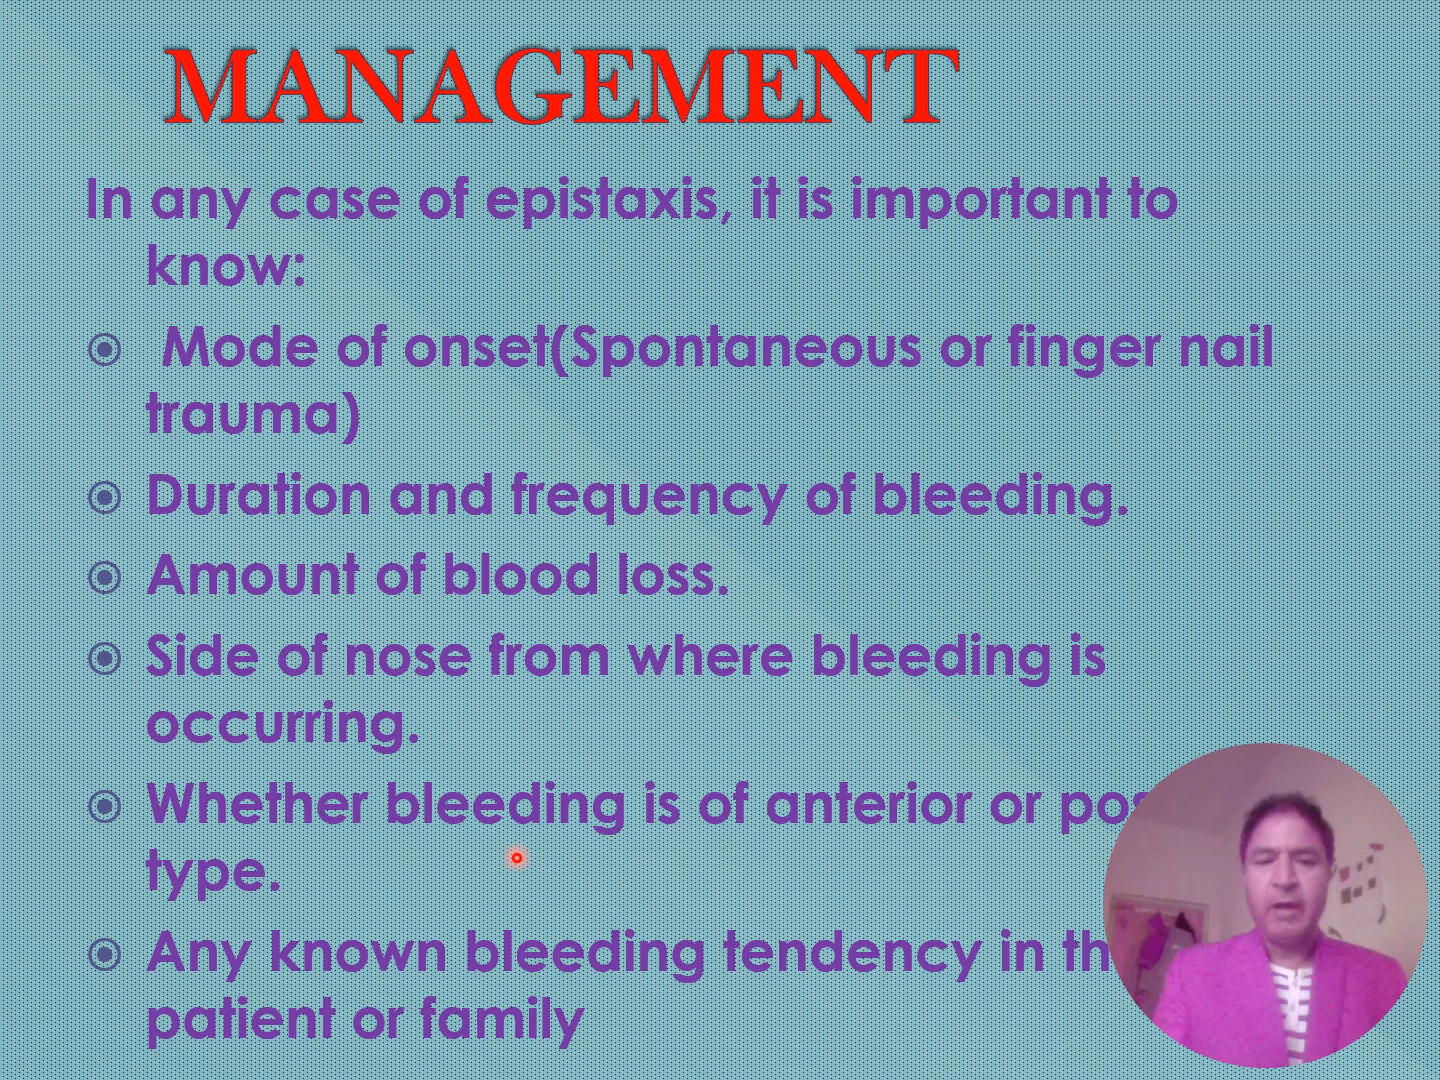 MANAGEMENT
In any case of epistaxis, it is important to
know:
Mode of onset(Spontaneous or finger nail
trauma)
Duration and frequency of bleeding.
Amount of blood loss.
Side of nose from where bleeding is
occurring.
Whether bleeding is of anterior or
type.
Any known bleeding tendency in
patient or family